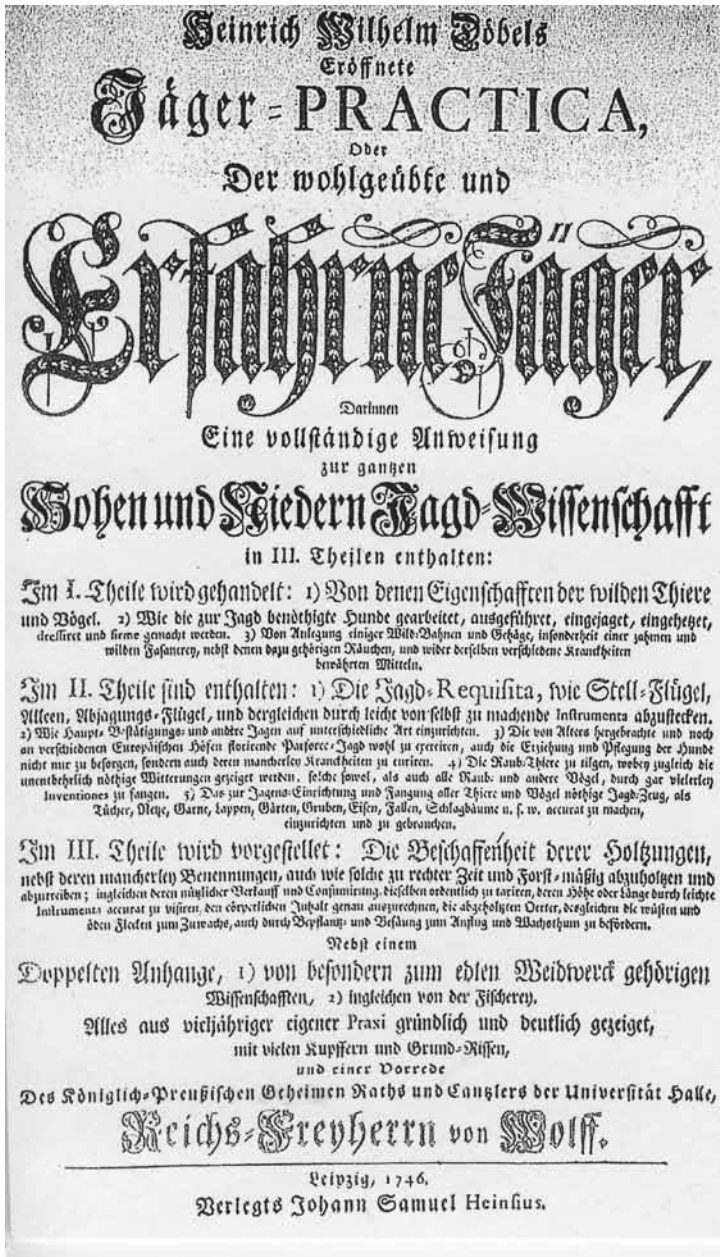 Heinrich Wilhelm Döbels
Eröffnete
Jäger-PRACTICA,
Oder
Der wohlgeübte und
Erfahrne Jäger,
Darinnen
Eine vollständige Anweisung
zur gantzen
Hohen und Niedern Jagd-Wissenschafft
in III. Theilen enthalten:
Im I. Theile wird gehandelt: 1) Von denen Eigenschafften der wilden Thiere
und Vögel. 2) Wie die zur Jagd benöthigte Hunde gearbeitet, ausgeführet, eingejaget, eingehetzet,
dressiret und ferme gemacht werden. 3) Von Anlegung einiger Wild-Bahnen und Gehäge, insonderheit einer zahmen und
wilden Fasanerey, nebst denen dazu gehörigen Räuchen, und wider derselben verschiedene Kranckheiten
bewährten Mitteln.
Im II. Theile sind enthalten: 1) Die Jagd-Requisita, wie Stell-Flügel,
Alleen, Abjagungs-Flügel, und dergleichen durch leicht von selbst zu machende Instrumenta abzustecken.
2) Wie Haupt- Bestätigungs- und andere Jagen auf unterschiedliche Art einzurichten. 3) Die von Alters hergebrachte und noch
an verschiedenen Europäischen Höfen florirende Parforce-Jagd wohl zu exerciren, auch die Erziehung und Pflegung der Hunde
nicht nur zu besorgen, sondern auch deren mancherley Kranckheiten zu curiren. 4) Die Raub-Thiere zu tilgen, wobey zugleich die
unentbehrlich nöthige Witterungen gezeiget werden, solche sowol, als auch alle Raub- und andere Vögel, durch gar vielerley
Inventiones zu fangen. 5) Das zur Jagens-Einrichtung und Fangung aller Thiere und Vögel nöthige Jagd-Zeug, als
Tücher, Netze, Garne, Lappen, Gärten, Gruben, Eisen, Fallen, Schlagbäume u. s. w. accurat zu machen,
einzurichten und zu gebrauchen.
Im III. Theile wird vorgestellet: Die Beschaffenheit derer Holtzungen,
nebst deren mancherley Benennungen, auch wie solche zu rechter Zeit und Forst-mäßig abzuholtzen und
abzutreiben; ingleichen deren nützlicher Verkauff und Consumirung, dieselben ordentlich zu taxiren, deren Höhe oder Länge durch leichte
Instrumenta accurat zu visiren, den cörperlichen Inhalt genau auszurechnen, die abgeholtzten Oerter, desgleichen die wüsten und
öden Flecken zum Zuwachs, auch durch Bepflantz- und Besäung zum Anflug und Wachsthum zu befördern.
Nebst einem
Doppelten Anhange, 1) von besondern zum edlen Weidwerck gehörigen
Wissenschafften, 2) ingleichen von der Fischerey.
Alles aus vieljähriger eigener Praxi gründlich und deutlich gezeiget,
mit vielen Kupffern und Grund-Rissen,
und einer Vorrede
Des Königlich-Preußischen Geheimen Raths und Cantzlers der Universität Halle,
Reichs-Freyherrn von Wolff.
Leipzig, 1746.
Verlegts Johann Samuel Heinsius.